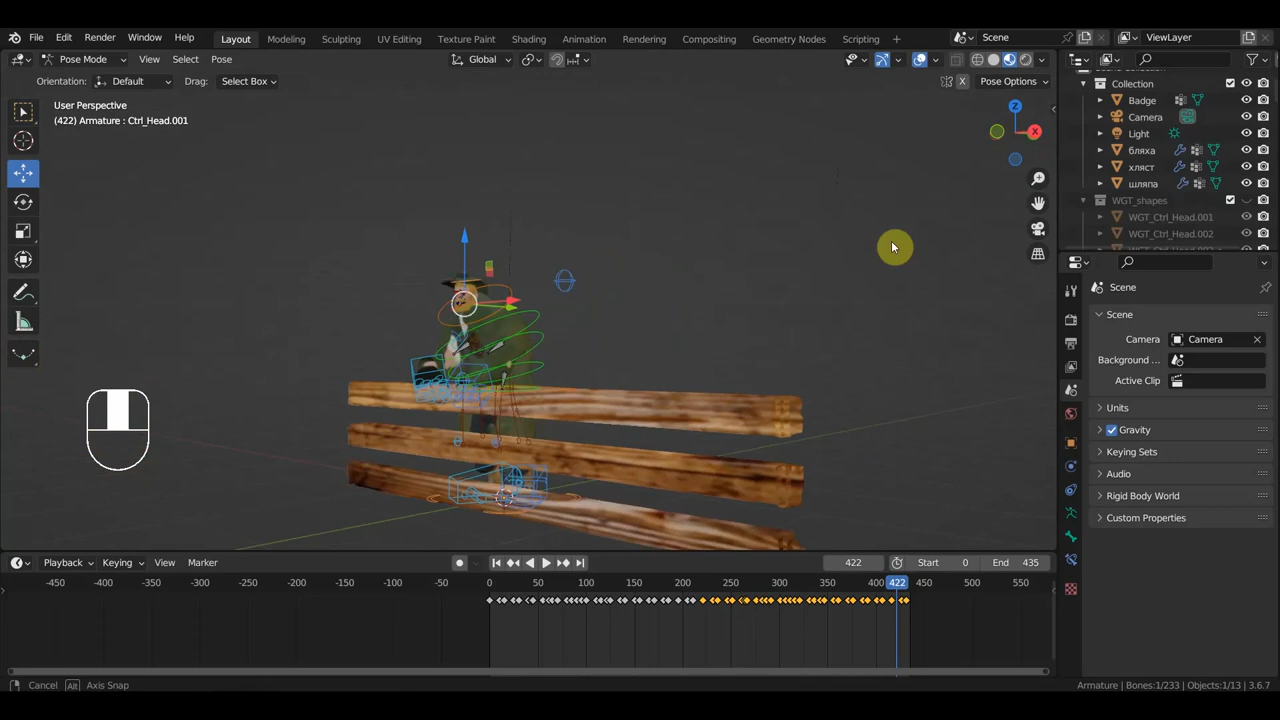 File Edit Render Window Help Layout Modeling Sculpting UV Editing Texture Paint Shading Animation Rendering Compositing Geometry Nodes Scripting + Scene ViewLayer
Pose Mode View Select Pose Global
Orientation: Default Drag: Select Box X Pose Options
User Perspective
(422) Armature : Ctrl_Head.001
Z
X
Collection
Badge
Camera
Light
бляха
хляст
шляпа
WGT_shapes
WGT_Ctrl_Head.001
WGT_Ctrl_Head.002
Scene
Scene
Camera Camera
Background ...
Active Clip
Units
Gravity
Keying Sets
Audio
Rigid Body World
Custom Properties
Playback Keying View Marker 422 Start 0 End 435
-450 -400 -350 -300 -250 -200 -150 -100 -50 0 50 100 150 200 250 300 350 400 422 450 500 550
Cancel Alt Axis Snap Armature | Bones:1/233 | Objects:1/13 | 3.6.7